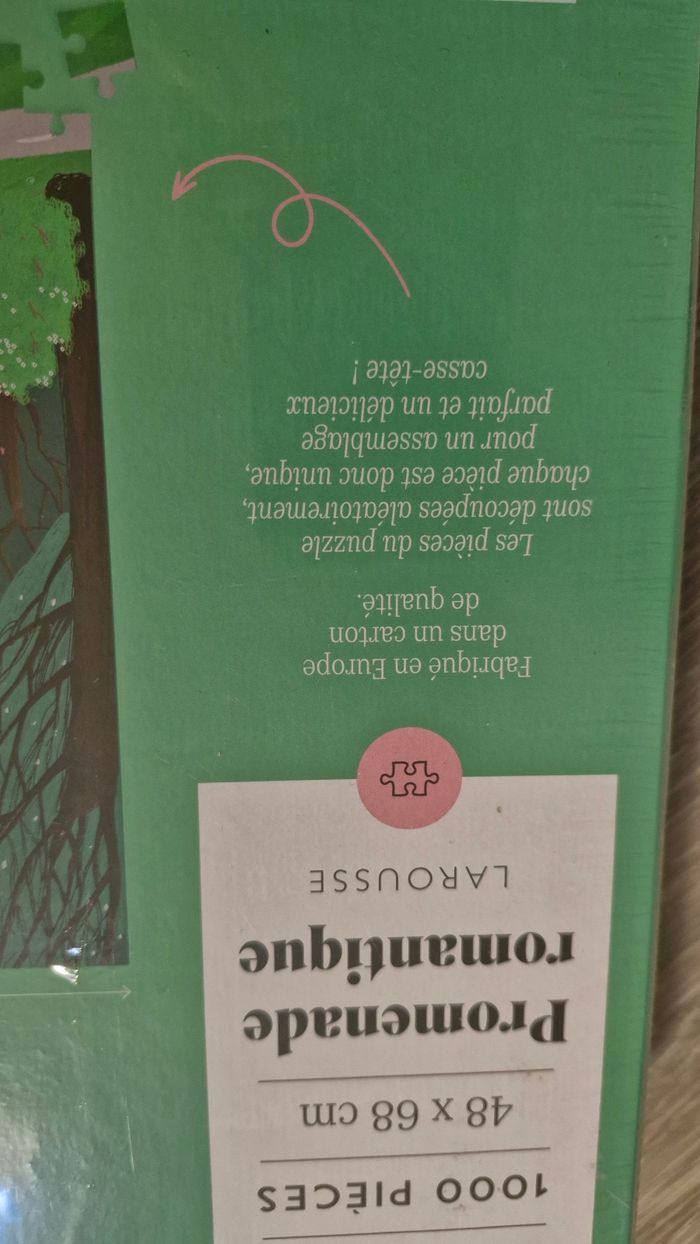 1000 PIÈCES
48 x 68 cm
Promenade
romantique
LAROUSSE
Fabriqué en Europe
dans un carton
de qualité.
Les pièces du puzzle
sont découpées aléatoirement,
chaque pièce est donc unique,
pour un assemblage
parfait et un délicieux
casse-tête !